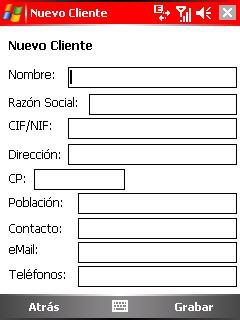 Nuevo Cliente
Nuevo Cliente
Nombre:
Razón Social:
CIF/NIF:
Dirección:
CP:
Población:
Contacto:
eMail:
Teléfonos:
Atrás Grabar